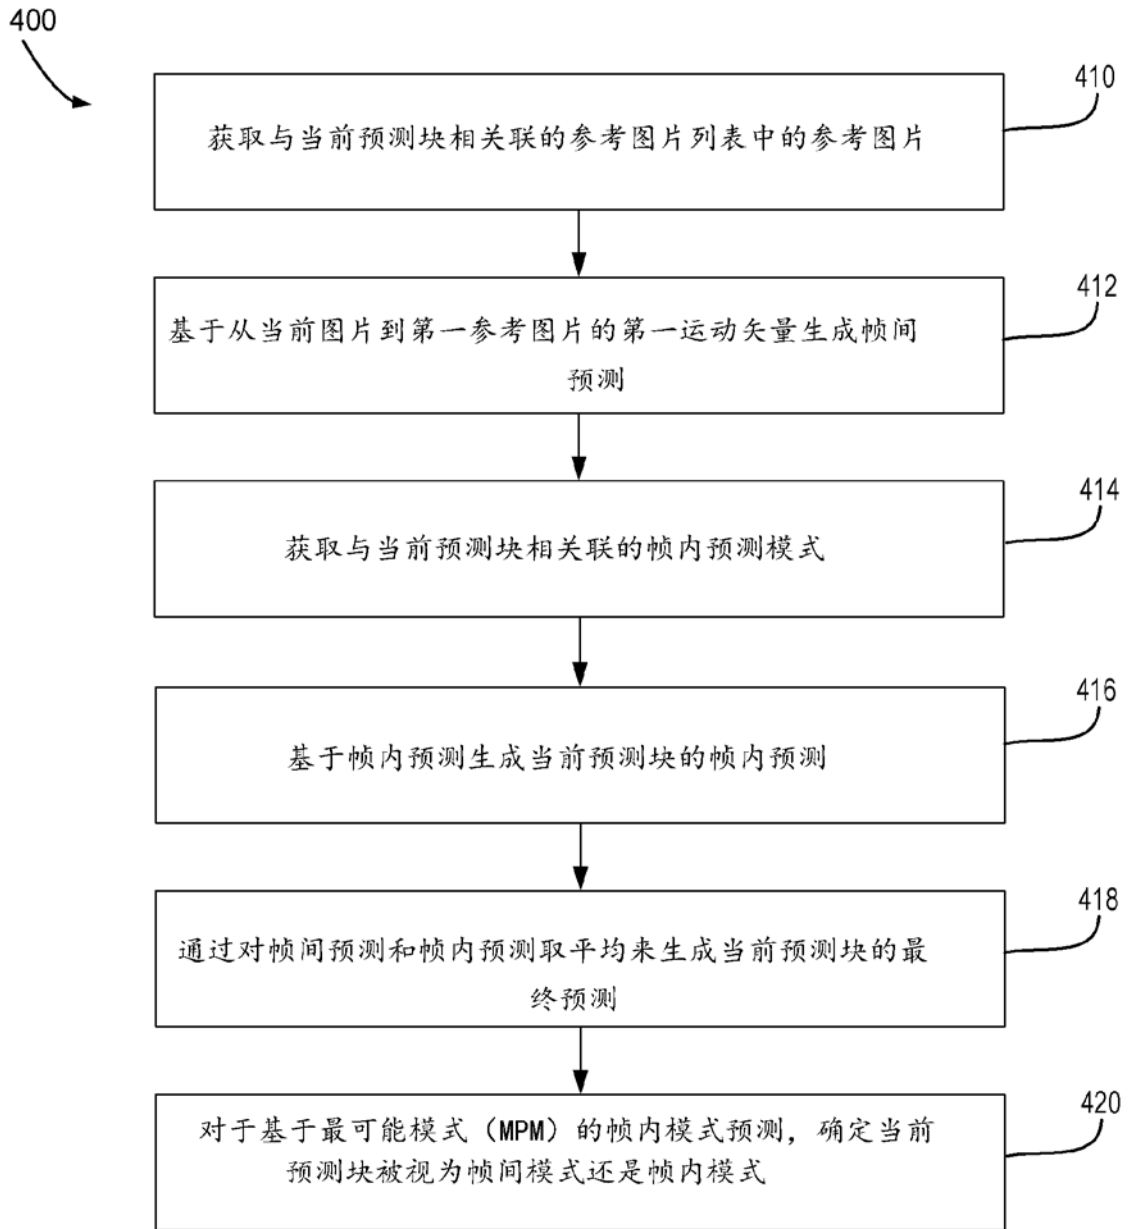 400
410
获取与当前预测块相关联的参考图片列表中的参考图片
412
基于从当前图片到第一参考图片的第一运动矢量生成帧间
预测
414
获取与当前预测块相关联的帧内预测模式
416
基于帧内预测生成当前预测块的帧内预测
418
通过对帧间预测和帧内预测取平均来生成当前预测块的最
终预测
420
对于基于最可能模式（MPM）的帧内模式预测，确定当前
预测块被视为帧间模式还是帧内模式